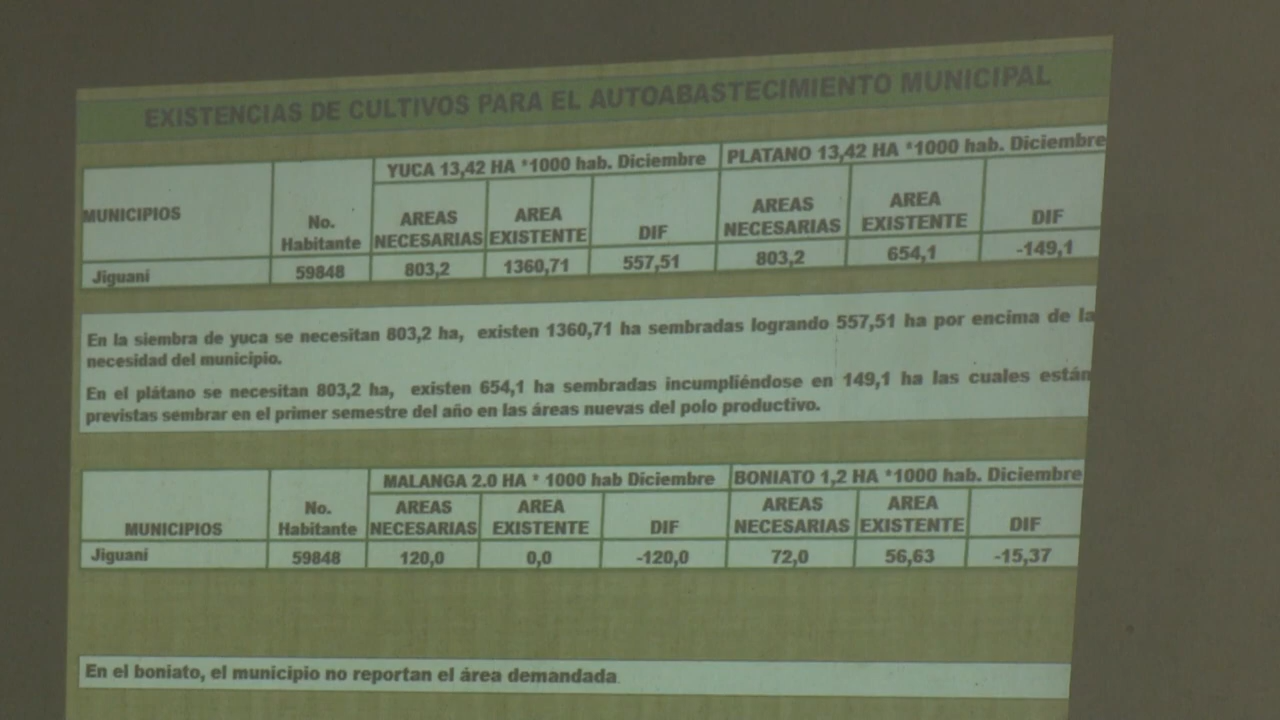 EXISTENCIAS DE CULTIVOS PARA EL AUTOABASTECIMIENTO MUNICIPAL
MUNICIPIOS No. Habitante YUCA 13,42 HA *1000 hab. Diciembre PLATANO 13,42 HA *1000 hab. Diciembre
AREAS NECESARIAS AREA EXISTENTE DIF AREAS NECESARIAS AREA EXISTENTE DIF
Jiguaní 59848 803,2 1360,71 557,51 803,2 654,1 -149,1
En la siembra de yuca se necesitan 803,2 ha, existen 1360,71 ha sembradas logrando 557,51 ha por encima de la
necesidad del municipio.
En el plátano se necesitan 803,2 ha, existen 654,1 ha sembradas incumpliéndose en 149,1 ha las cuales están
previstas sembrar en el primer semestre del año en las áreas nuevas del polo productivo.
MUNICIPIOS No. Habitante MALANGA 2.0 HA * 1000 hab Diciembre BONIATO 1,2 HA *1000 hab. Diciembre
AREAS NECESARIAS AREA EXISTENTE DIF AREAS NECESARIAS AREA EXISTENTE DIF
Jiguaní 59848 120,0 0,0 -120,0 72,0 56,63 -15,37
En el boniato, el municipio no reportan el área demandada.